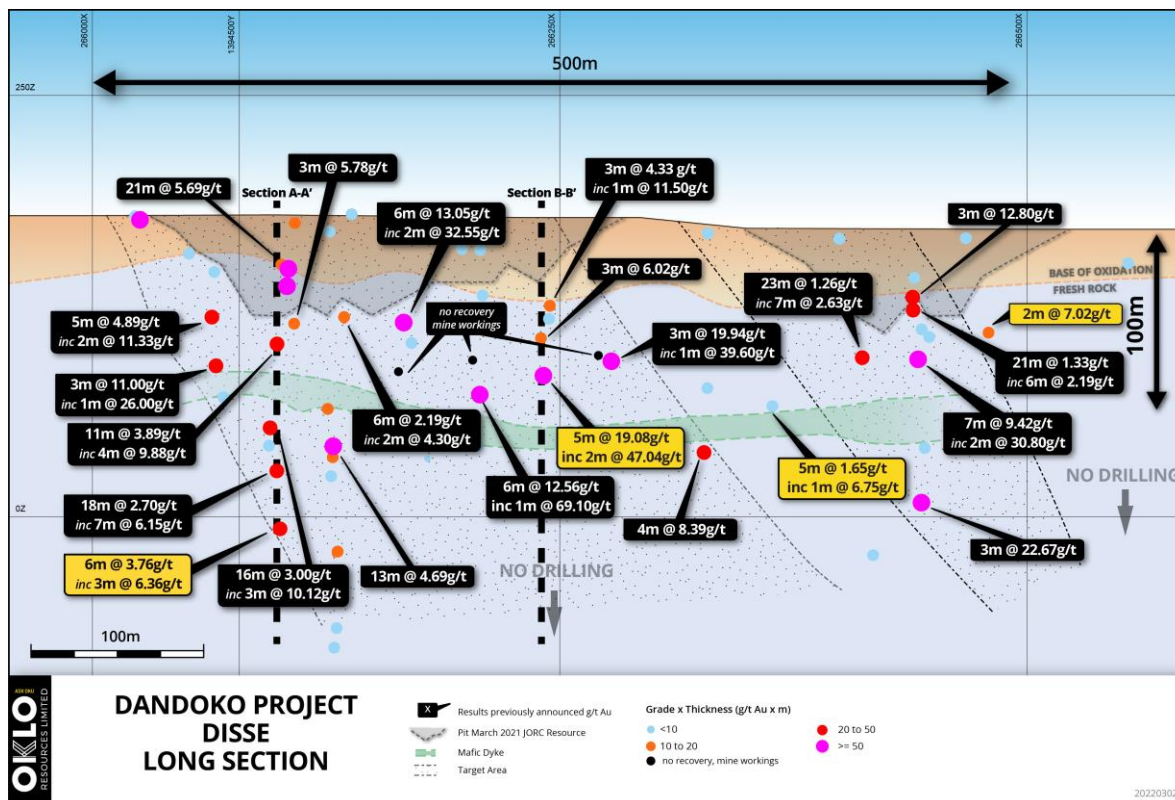 266000X
1394500Y
266250X
266500X
500m
250Z
3m @ 5.78g/t
3m @ 4.33 g/t
inc 1m @ 11.50g/t
21m @ 5.69g/t
Section A-A'
Section B-B'
6m @ 13.05g/t
inc 2m @ 32.55g/t
3m @ 12.80g/t
3m @ 6.02g/t
23m @ 1.26g/t
inc 7m @ 2.63g/t
BASE OF OXIDATION
FRESH ROCK
100m
2m @ 7.02g/t
no recovery
mine workings
5m @ 4.89g/t
inc 2m @ 11.33g/t
3m @ 19.94g/t
inc 1m @ 39.60g/t
21m @ 1.33g/t
inc 6m @ 2.19g/t
3m @ 11.00g/t
inc 1m @ 26.00g/t
11m @ 3.89g/t
inc 4m @ 9.88g/t
6m @ 2.19g/t
inc 2m @ 4.30g/t
5m @ 19.08g/t
inc 2m @ 47.04g/t
7m @ 9.42g/t
inc 2m @ 30.80g/t
5m @ 1.65g/t
inc 1m @ 6.75g/t
NO DRILLING
6m @ 12.56g/t
inc 1m @ 69.10g/t
18m @ 2.70g/t
inc 7m @ 6.15g/t
0Z
4m @ 8.39g/t
3m @ 22.67g/t
6m @ 3.76g/t
inc 3m @ 6.36g/t
16m @ 3.00g/t
inc 3m @ 10.12g/t
13m @ 4.69g/t
NO DRILLING
100m
ASX OKU
OKLO
RESOURCES LIMITED
DANDOKO PROJECT
DISSE
LONG SECTION
X
Results previously announced g/t Au
Pit March 2021 JORC Resource
Mafic Dyke
Target Area
Grade x Thickness (g/t Au x m)
<10
10 to 20
no recovery, mine workings
20 to 50
>= 50